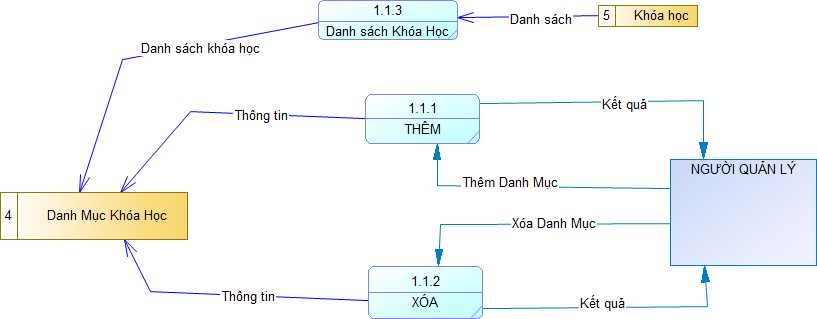 1.1.3
Danh sách Khóa Học
Danh sách
5 Khóa học
Danh sách khóa học
Thông tin
1.1.1
THÊM
Kết quả
NGƯỜI QUẢN LÝ
Thêm Danh Mục
4 Danh Mục Khóa Học
Xóa Danh Mục
1.1.2
XÓA
Thông tin
Kết quả